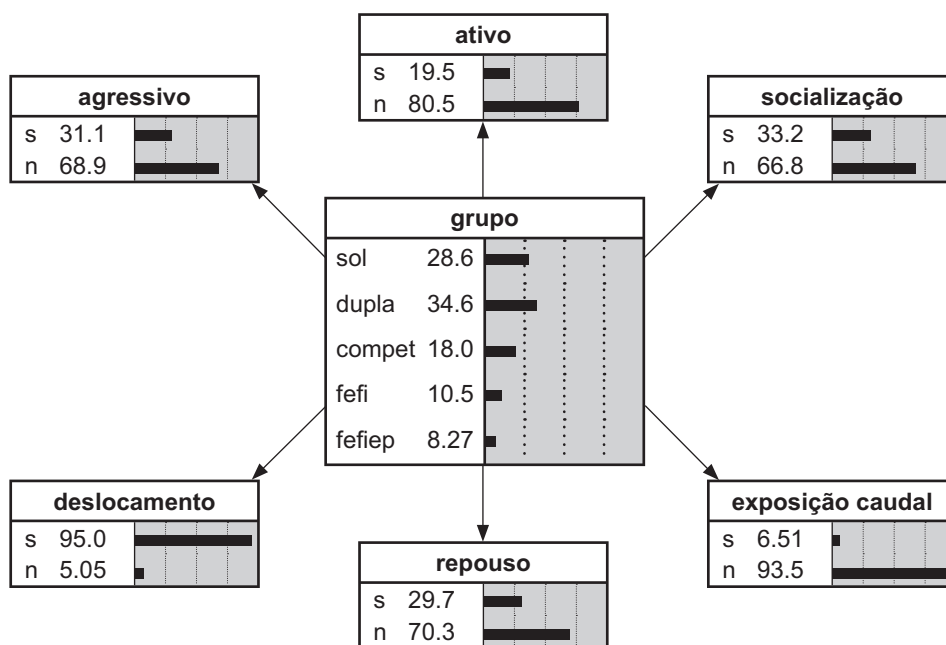 ativo
s 19.5
n 80.5
agressivo
s 31.1
n 68.9
socialização
s 33.2
n 66.8
grupo
sol 28.6
dupla 34.6
compet 18.0
fefi 10.5
fefiep 8.27
deslocamento
s 95.0
n 5.05
exposição caudal
s 6.51
n 93.5
repouso
s 29.7
n 70.3